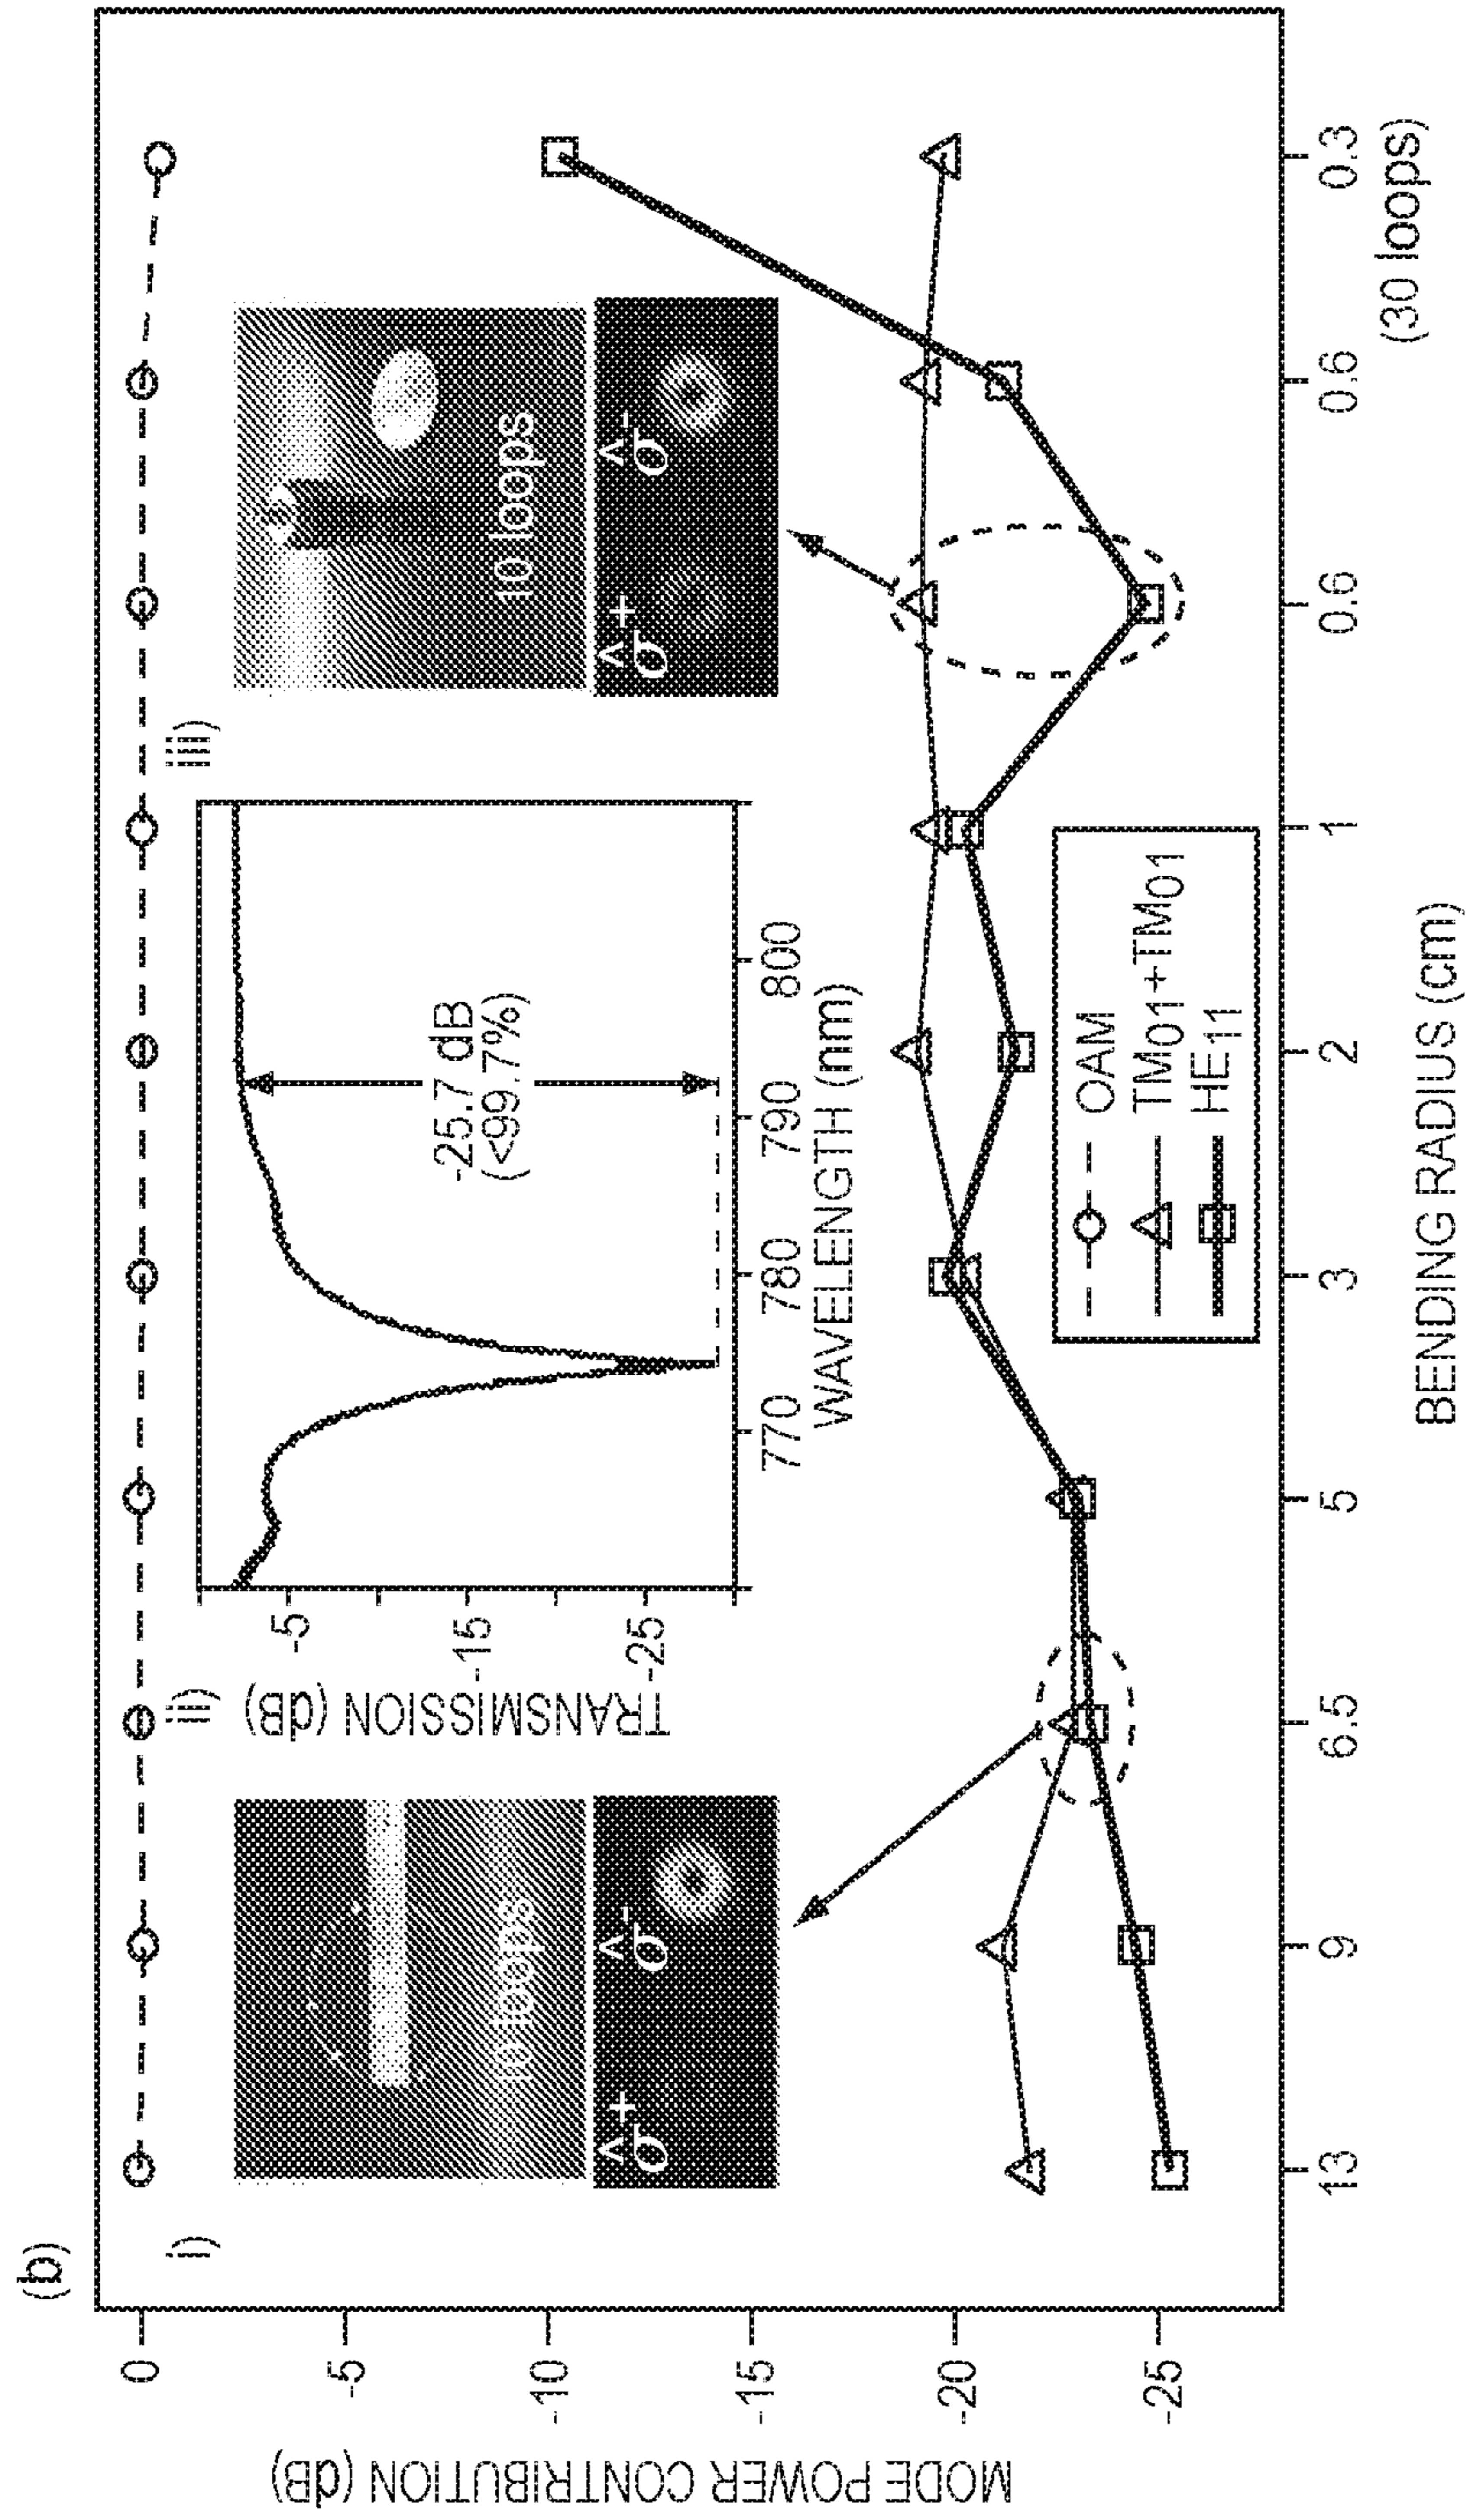 (b)
MODE POWER CONTRIBUTION (dB)
0
-5
-10
-15
-20
-25
i)
10 loops
σ̂+
σ̂-
ii)
TRANSMISSION (dB)
-5
-15
-25
-25.7 dB
(<99.7%)
770
780
790
800
WAVELENGTH (nm)
iii)
10 loops
σ̂+
σ̂-
OAM
TM01+TM01
HE11
13
9
6.5
5
3
2
1
0.6
0.6
0.3
(30 loops)
BENDING RADIUS (cm)